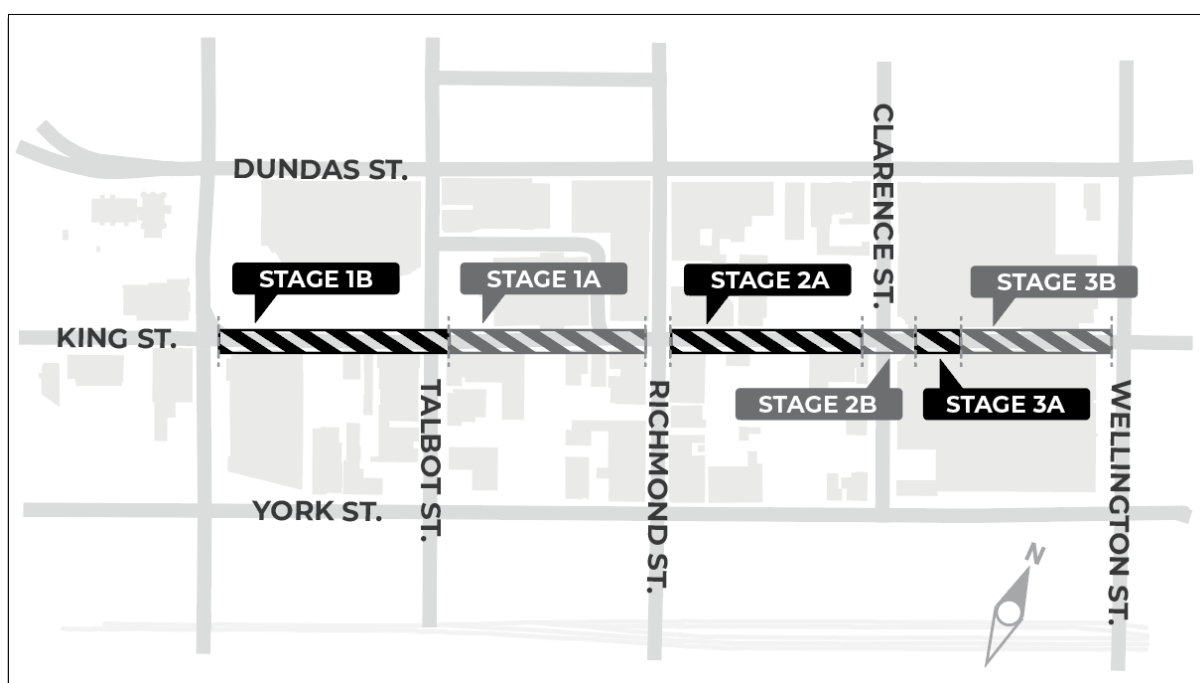 CLARENCE ST.
DUNDAS ST.
STAGE 1B
STAGE 1A
STAGE 2A
STAGE 3B
KING ST.
STAGE 2B
STAGE 3A
TALBOT ST.
RICHMOND ST.
WELLINGTON ST.
YORK ST.
N